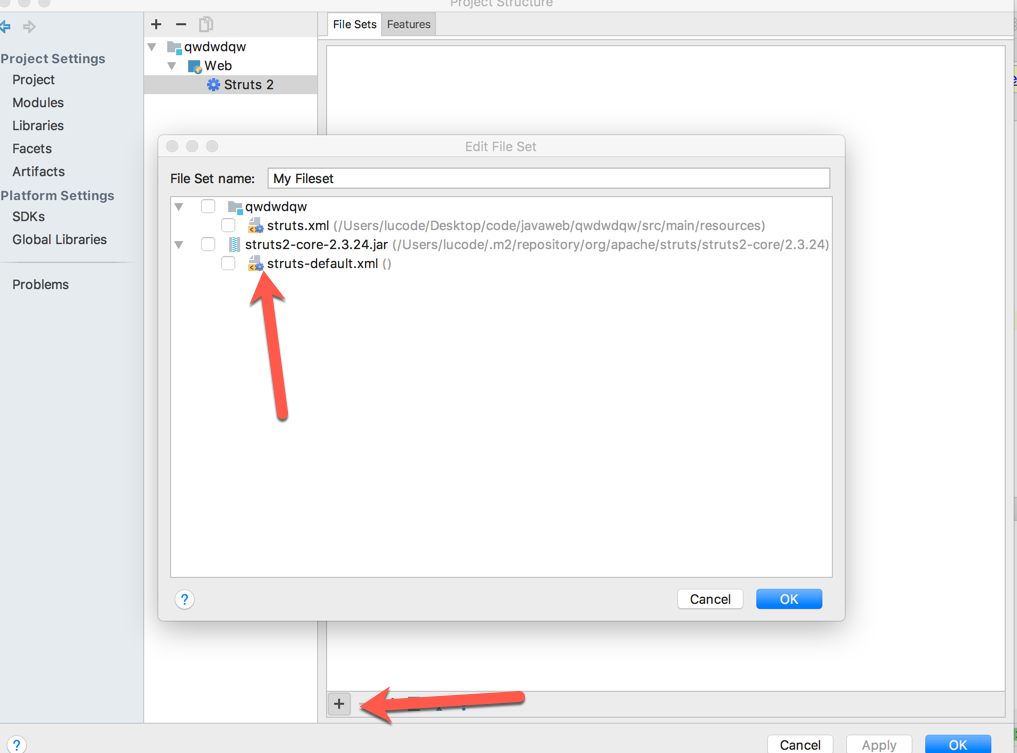 Project Structure
+ −
File Sets Features
qwdwdqw
Project Settings
Web
Project
Struts 2
Modules
Libraries
Facets
Artifacts
Platform Settings
SDKs
Global Libraries
Problems
Edit File Set
File Set name: My Fileset
qwdwdqw
struts.xml (/Users/lucode/Desktop/code/javaweb/qwdwdqw/src/main/resources)
struts2-core-2.3.24.jar (/Users/lucode/.m2/repository/org/apache/struts/struts2-core/2.3.24)
struts-default.xml ()
? Cancel OK
+
? Cancel Apply OK